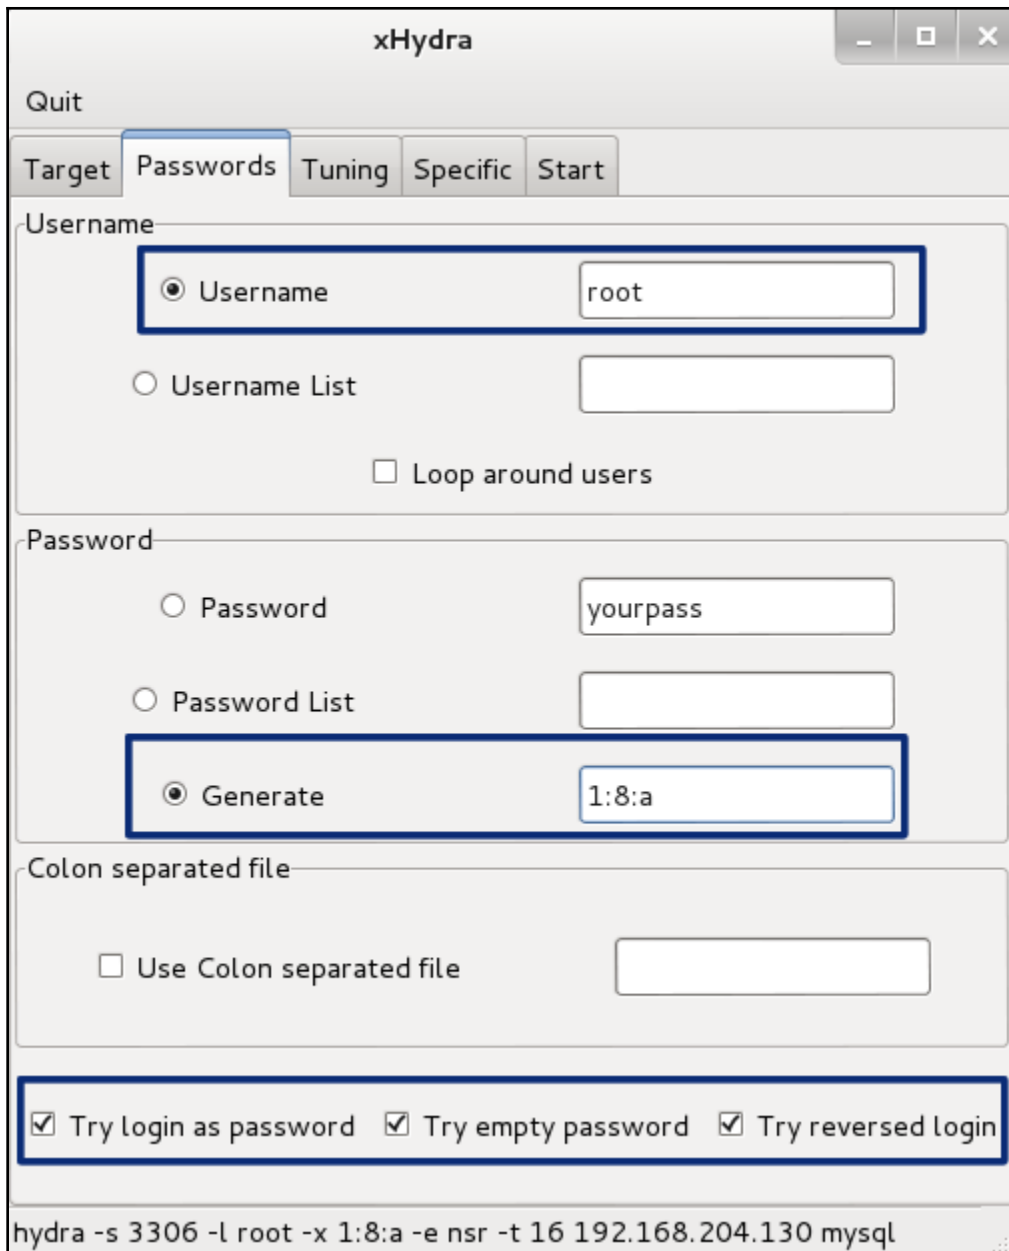 xHydra
Quit
Target Passwords Tuning Specific Start
Username
Username root
Username List
Loop around users
Password
Password yourpass
Password List
Generate 1:8:a
Colon separated file
Use Colon separated file
Try login as password Try empty password Try reversed login
hydra -s 3306 -l root -x 1:8:a -e nsr -t 16 192.168.204.130 mysql